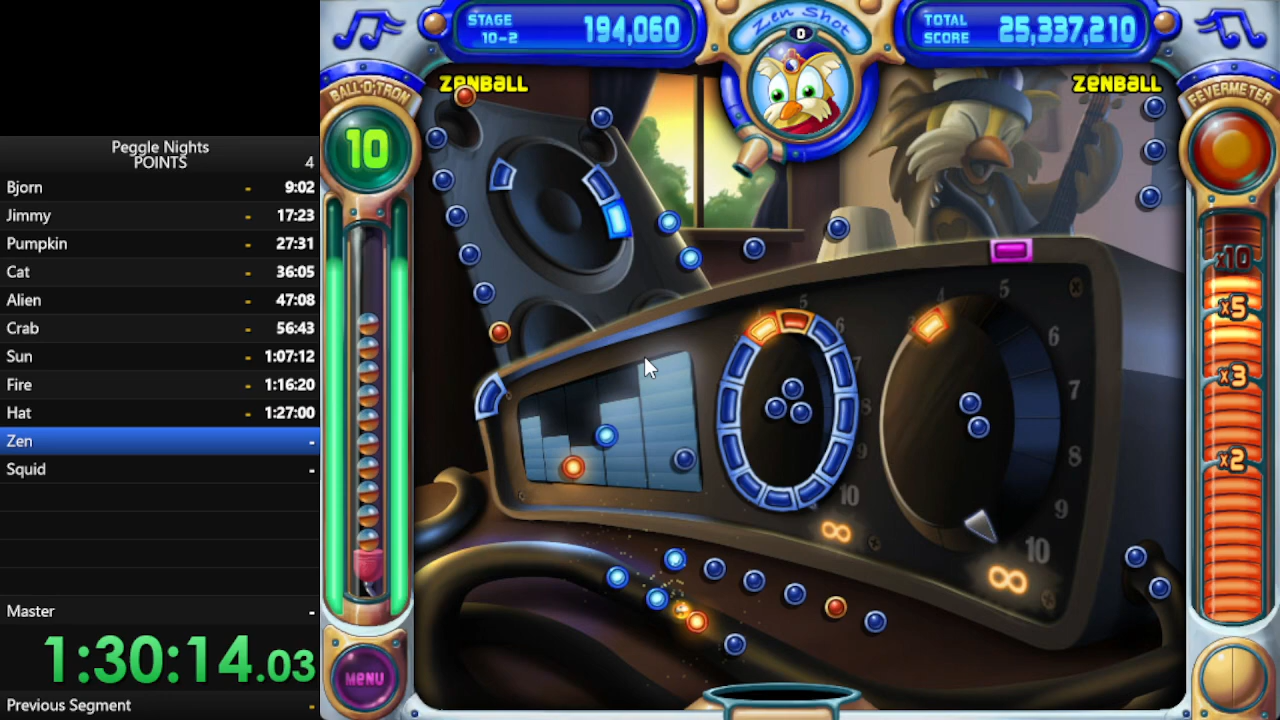 Peggle Nights
POINTS 4
Bjorn - 9:02
Jimmy - 17:23
Pumpkin - 27:31
Cat - 36:05
Alien - 47:08
Crab - 56:43
Sun - 1:07:12
Fire - 1:16:20
Hat - 1:27:00
Zen -
Squid -
Master -
1:30:14.03
Previous Segment -
STAGE
10-2
194,060
Zen Shot
0
TOTAL
SCORE
25,337,210
BALL-O-TRON
10
ZENBALL
ZENBALL
FEVERMETER
x10
x5
x3
x2
5
6
7
8
9
10
∞
4
5
6
7
8
9
10
∞
MENU